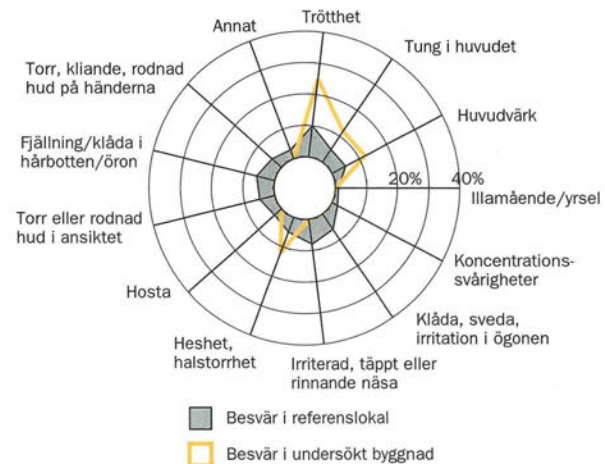 Trötthet
Tung i huvudet
Huvudvärk
20% 40%
Illamående/yrsel
Koncentrations-
svårigheter
Klåda, sveda,
irritation i ögonen
Irriterad, täppt eller
rinnande näsa
Heshet,
halstorrhet
Hosta
Torr eller rodnad
hud i ansiktet
Fjällning/klåda i
hårbotten/öron
Torr, kliande, rodnad
hud på händerna
Annat
Besvär i referenslokal
Besvär i undersökt byggnad